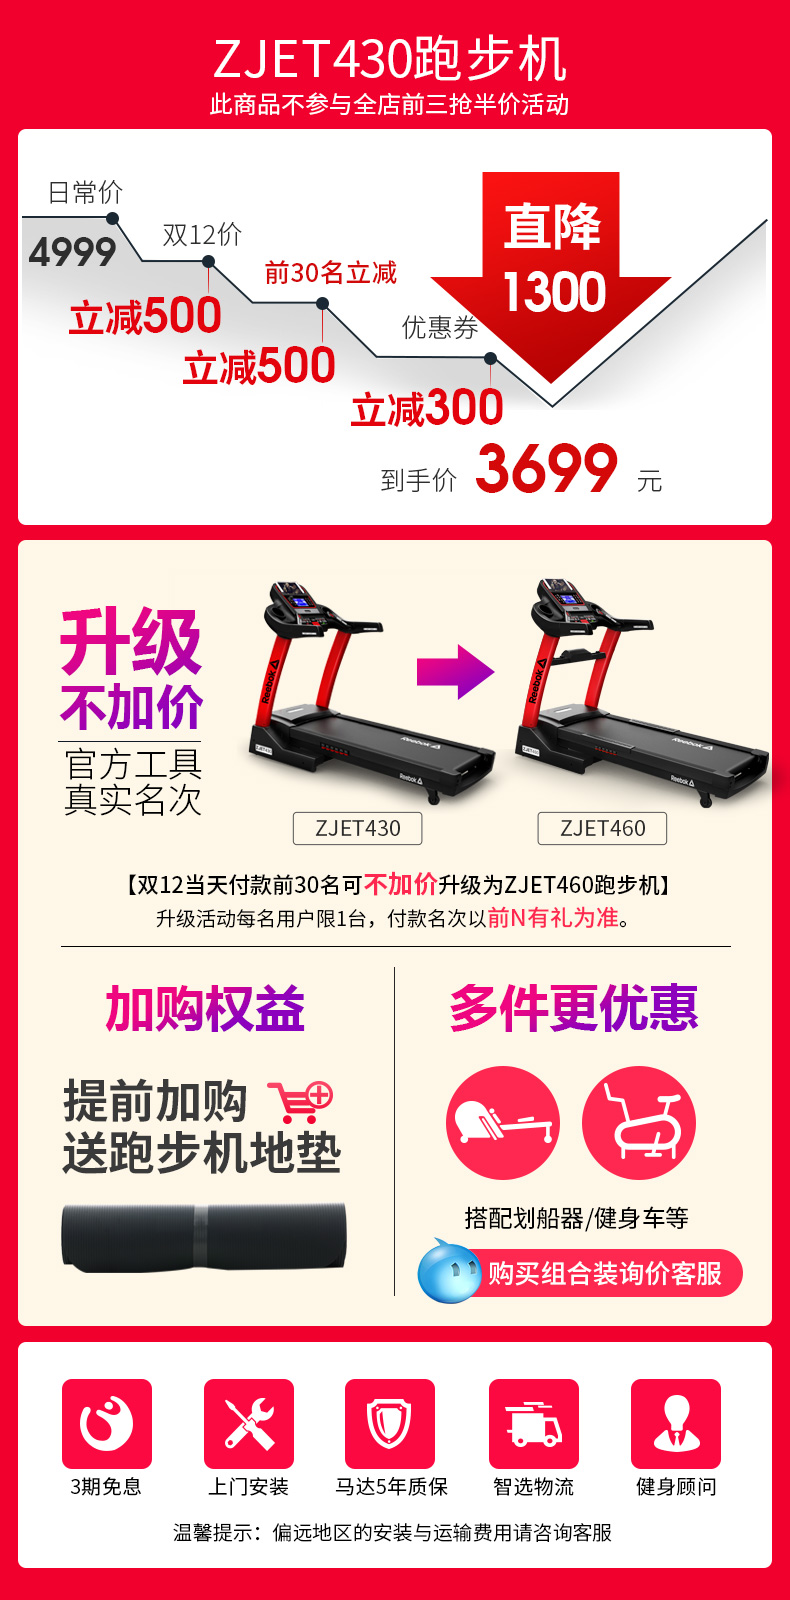 ZJET430跑步机
此商品不参与全店前三抢半价活动
日常价
4999
双12价
立减500
前30名立减
立减500
优惠券
立减300
直降
1300
到手价 3699 元
升级
不加价
官方工具
真实名次
Reebok
Reebok
Reebok
Reebok
Reebok
Reebok
ZJET430
ZJET460
【双12当天付款前30名可不加价升级为ZJET460跑步机】
升级活动每名用户限1台，付款名次以前N有礼为准。
加购权益
提前加购
送跑步机地垫
多件更优惠
搭配划船器/健身车等
购买组合装询价客服
3期免息
上门安装
马达5年质保
智选物流
健身顾问
温馨提示：偏远地区的安装与运输费用请咨询客服